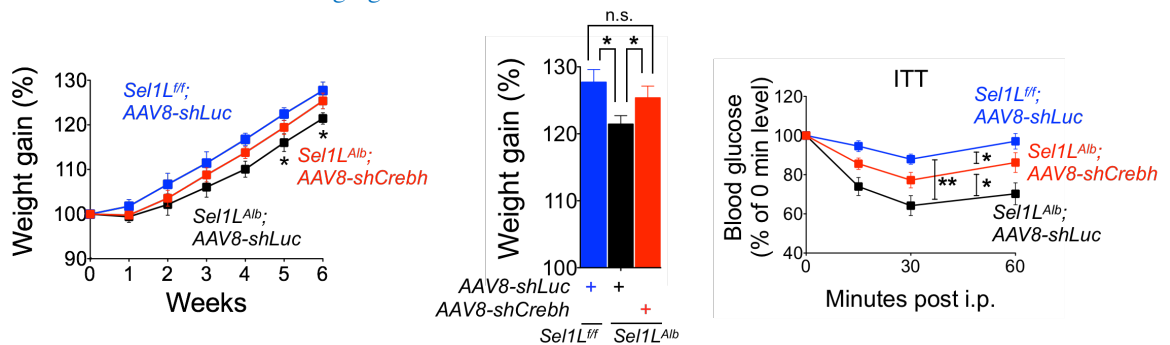 Weight gain (%)
130
120
110
100
90
0 1 2 3 4 5 6
Weeks
Sel1Lf/f;
AAV8-shLuc
Sel1LAlb;
AAV8-shCrebh
Sel1LAlb;
AAV8-shLuc
*
*
n.s.
* *
Weight gain (%)
130
120
100
AAV8-shLuc + +
AAV8-shCrebh +
Sel1Lf/f Sel1LAlb
ITT
Blood glucose
(% of 0 min level)
120
100
80
60
40
0 30 60
Minutes post i.p.
Sel1Lf/f;
AAV8-shLuc
Sel1LAlb;
AAV8-shCrebh
Sel1LAlb;
AAV8-shLuc
*
**
*